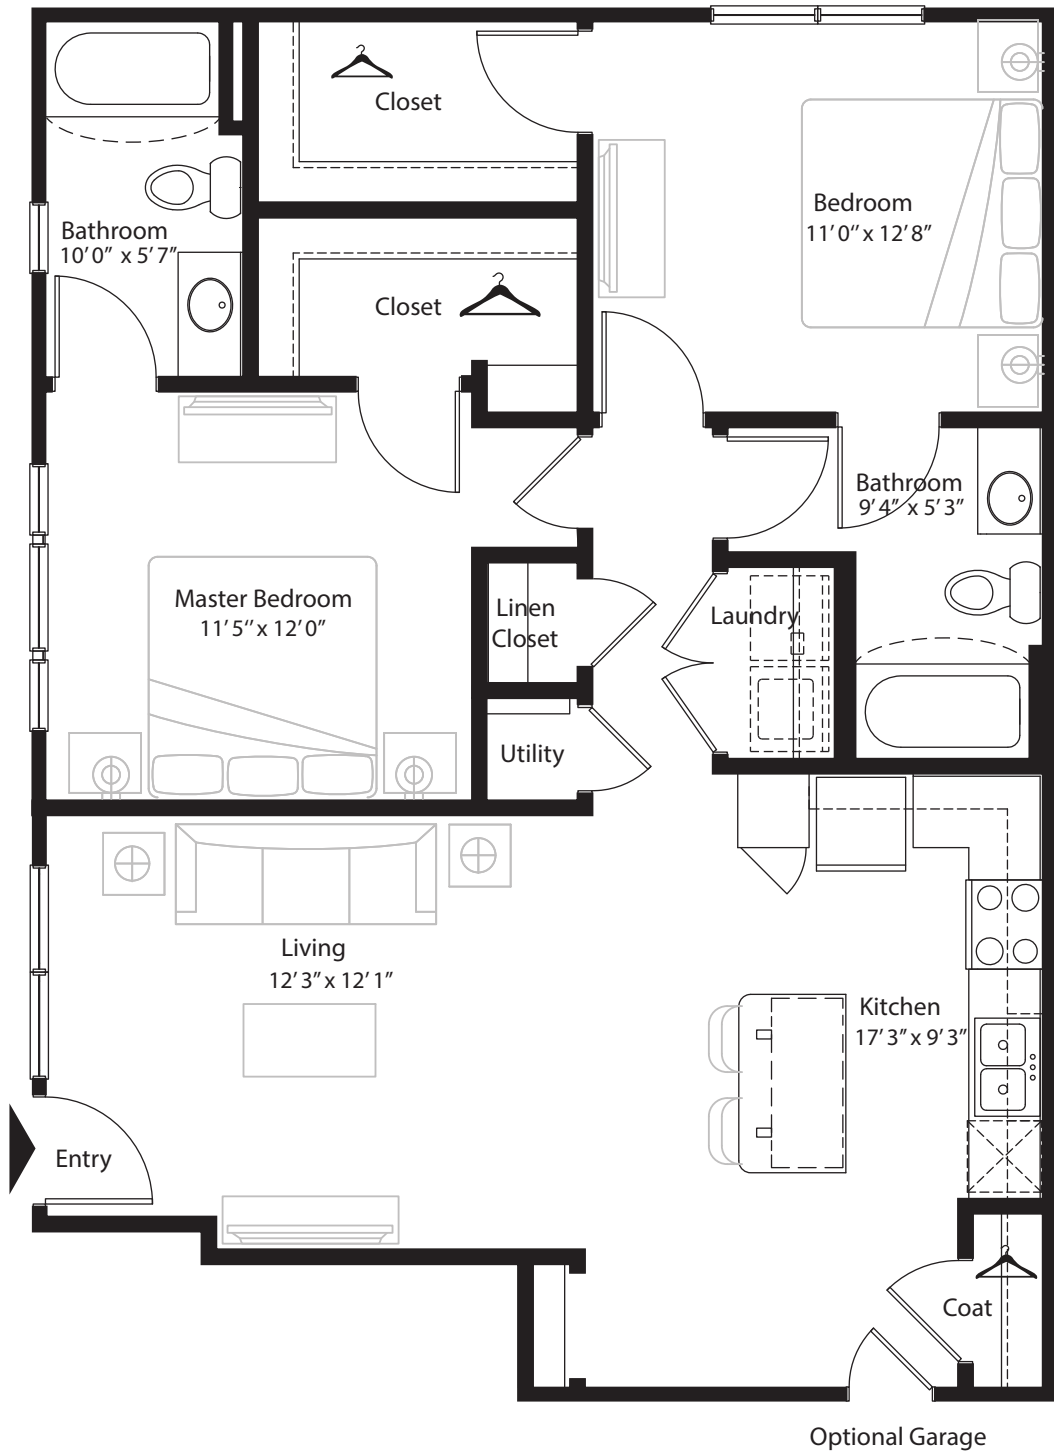 Closet
Bedroom
11'0" x 12'8"
Bathroom
10'0" x 5'7"
Closet
Bathroom
9'4" x 5'3"
Master Bedroom
11'5" x 12'0"
Linen
Closet
Laundry
Utility
Living
12'3" x 12'1"
Kitchen
17'3" x 9'3"
Entry
Coat
Optional Garage